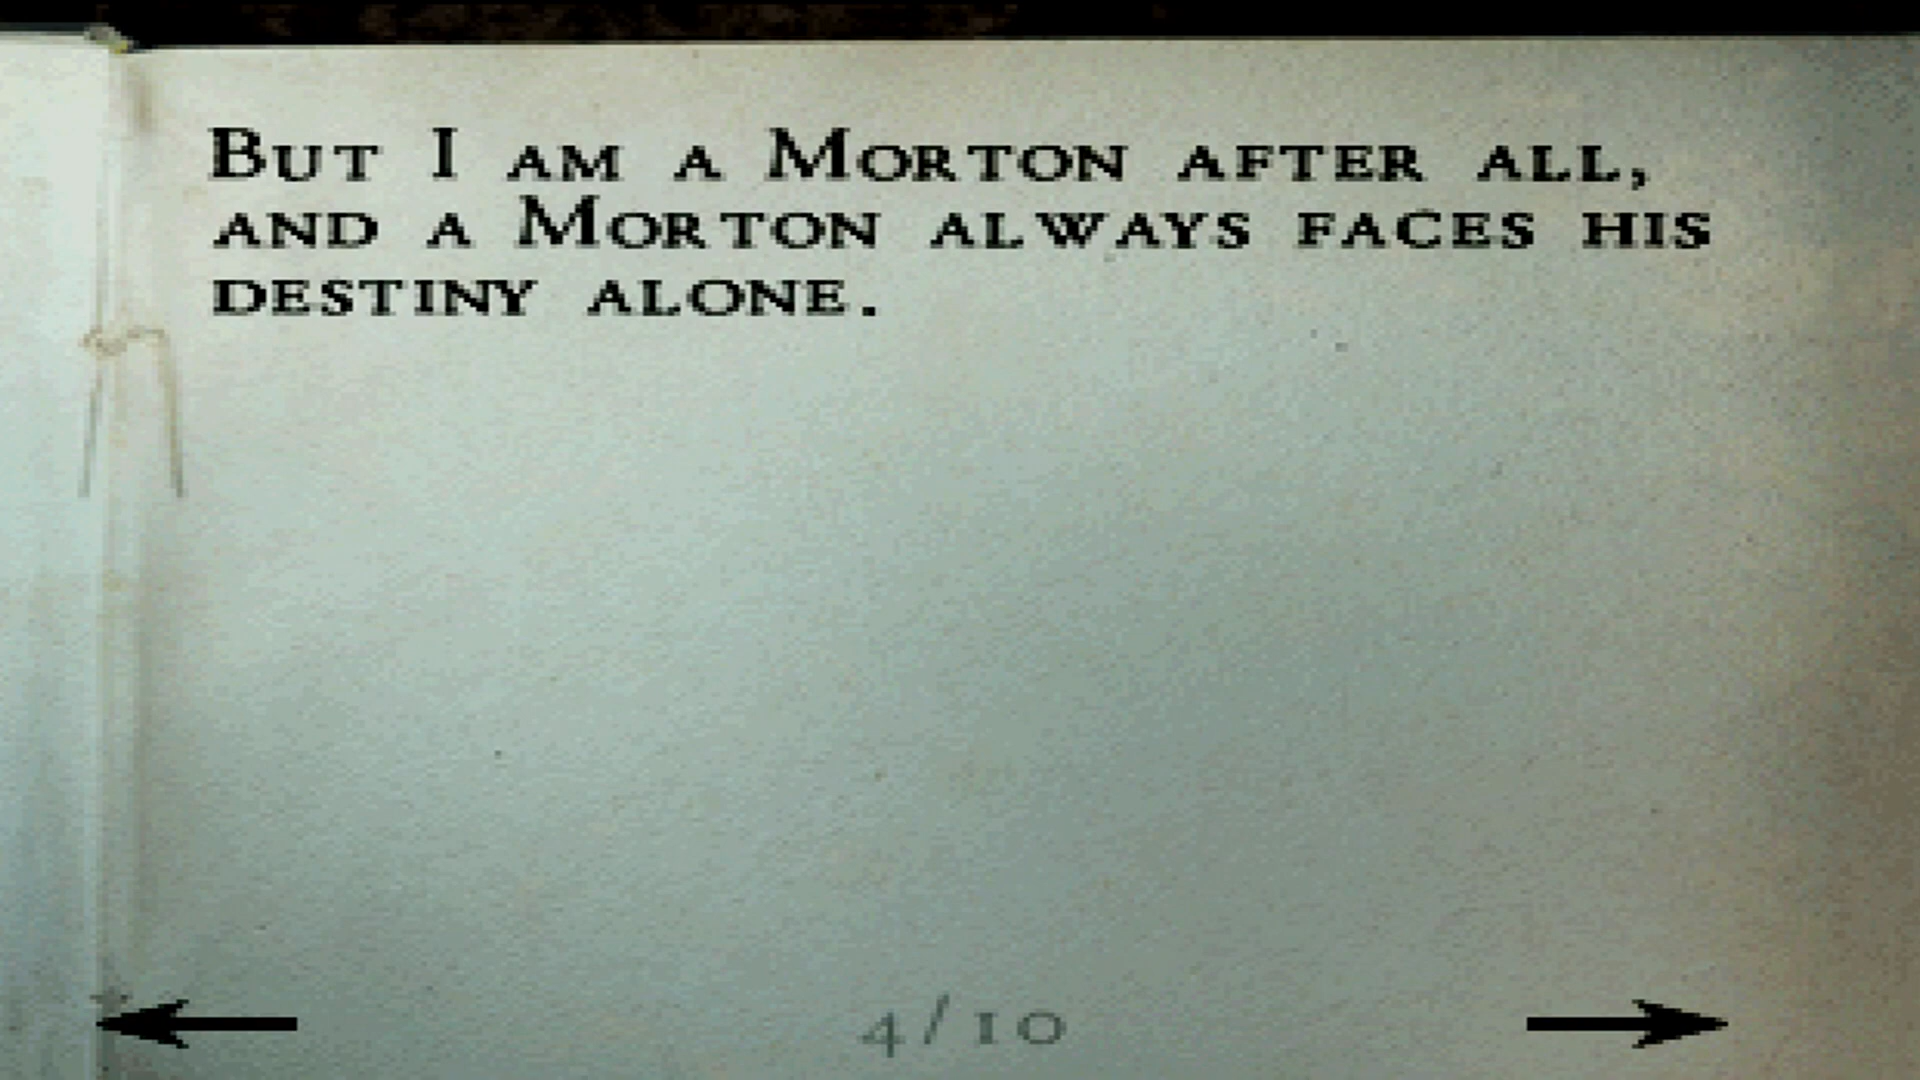 But I am a Morton after all,
and a Morton always faces his
destiny alone.
4/10